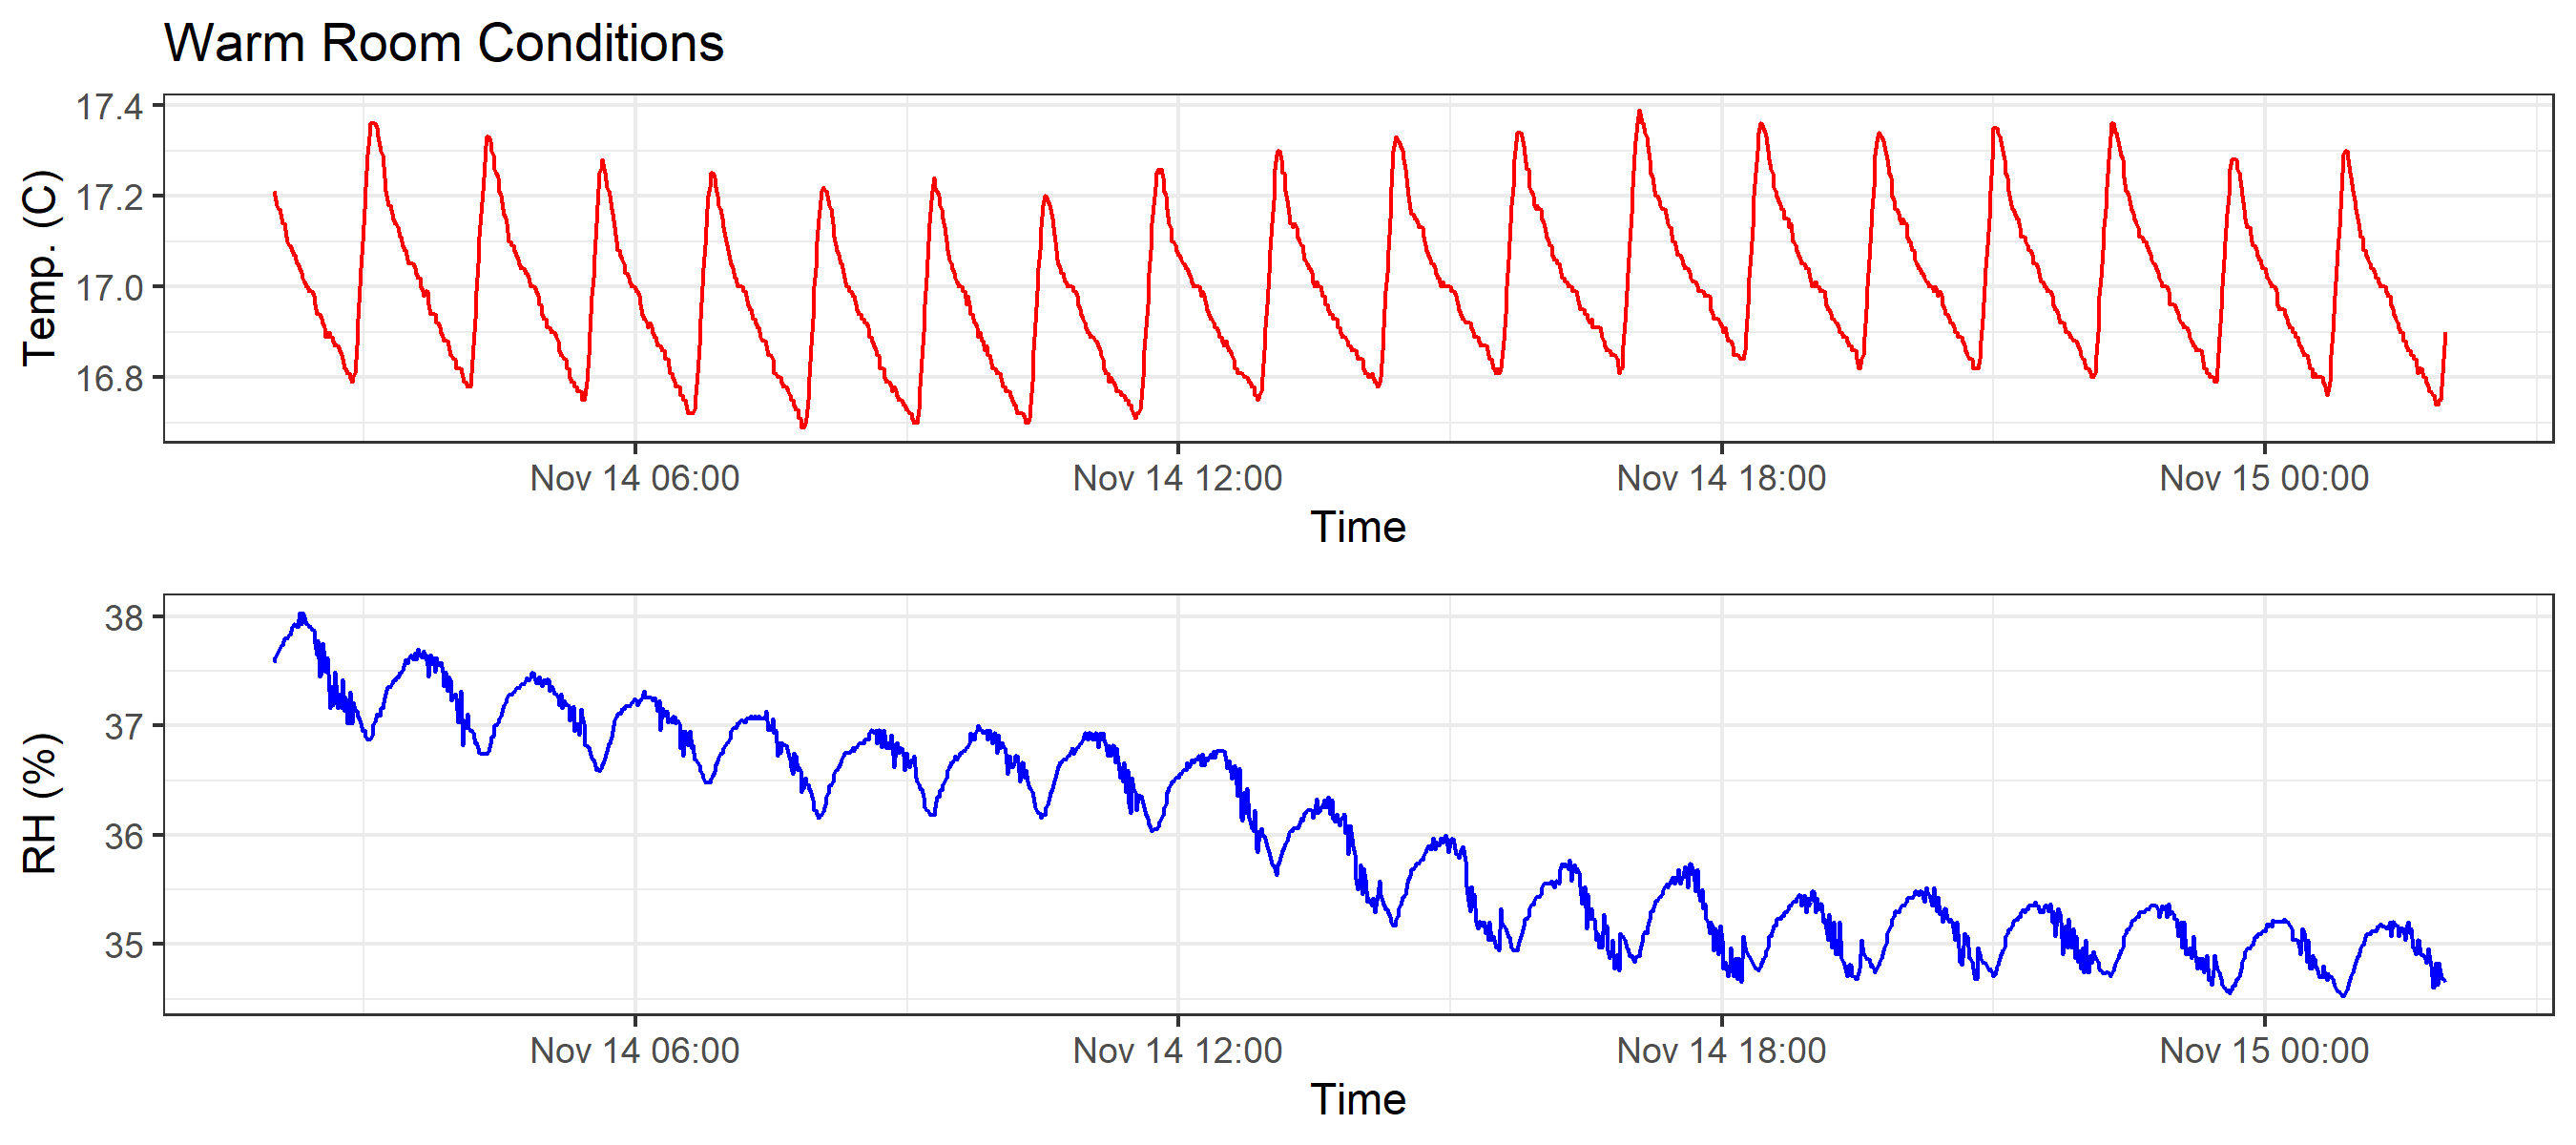 Warm Room Conditions
17.4
17.2
17.0
16.8
Temp. (C)
Nov 14 06:00 Nov 14 12:00 Nov 14 18:00 Nov 15 00:00
Time
38
37
36
35
RH (%)
Nov 14 06:00 Nov 14 12:00 Nov 14 18:00 Nov 15 00:00
Time